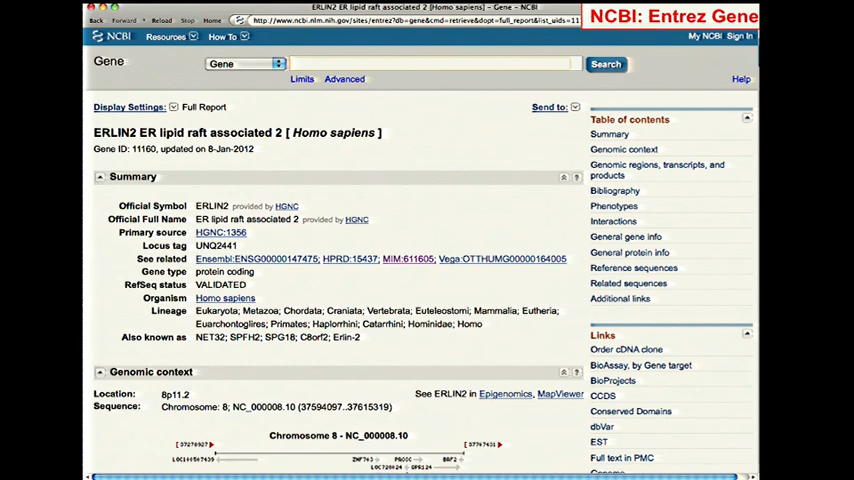 ERLIN2 ER lipid raft associated 2 [Homo sapiens] - Gene - NCBI
NCBI: Entrez Gene
Back Forward Reload Stop Home
http://www.ncbi.nlm.nih.gov/sites/entrez?db=gene&cmd=retrieve&dopt=full_report&list_uids=11
NCBI Resources How To My NCBI Sign In
Gene Gene Search
Limits Advanced Help
Display Settings: Full Report Send to:
ERLIN2 ER lipid raft associated 2 [ Homo sapiens ]
Gene ID: 11160, updated on 8-Jan-2012
Summary
Official Symbol ERLIN2 provided by HGNC
Official Full Name ER lipid raft associated 2 provided by HGNC
Primary source HGNC:1356
Locus tag UNQ2441
See related Ensembl:ENSG00000147475; HPRD:15437; MIM:611605; Vega:OTTHUMG00000164005
Gene type protein coding
RefSeq status VALIDATED
Organism Homo sapiens
Lineage Eukaryota; Metazoa; Chordata; Craniata; Vertebrata; Euteleostomi; Mammalia; Eutheria;
Euarchontoglires; Primates; Haplorrhini; Catarrhini; Hominidae; Homo
Also known as NET32; SPFH2; SPG18; C8orf2; Erlin-2
Genomic context
Location: 8p11.2 See ERLIN2 in Epigenomics, MapViewer
Sequence: Chromosome: 8; NC_000008.10 (37594097..37615319)
Chromosome 8 - NC_000008.10
Table of contents
Summary
Genomic context
Genomic regions, transcripts, and
products
Bibliography
Phenotypes
Interactions
General gene info
General protein info
Reference sequences
Related sequences
Additional links
Links
Order cDNA clone
BioAssay, by Gene target
BioProjects
CCDS
Conserved Domains
dbVar
EST
Full text in PMC